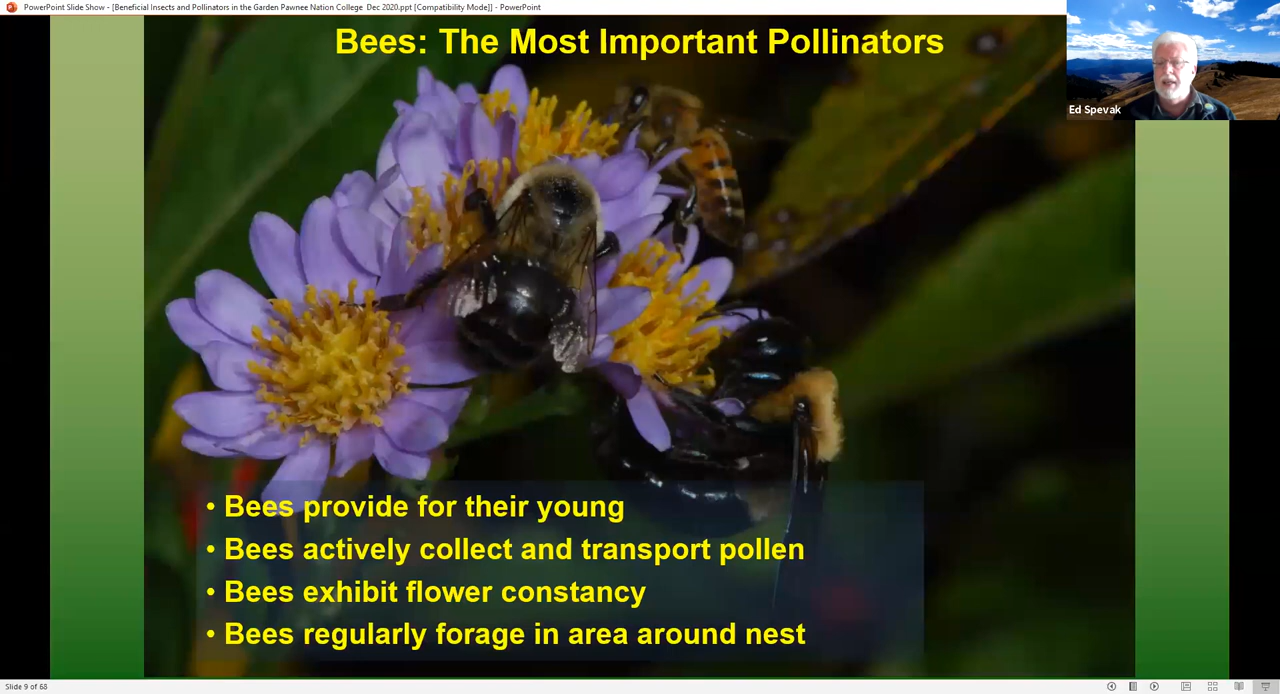 PowerPoint Slide Show - [Beneficial Insects and Pollinators in the Garden Pawnee Nation College Dec 2020.ppt [Compatibility Mode]] - PowerPoint
Bees: The Most Important Pollinators
Ed Spevak
• Bees provide for their young
• Bees actively collect and transport pollen
• Bees exhibit flower constancy
• Bees regularly forage in area around nest
Slide 9 of 68